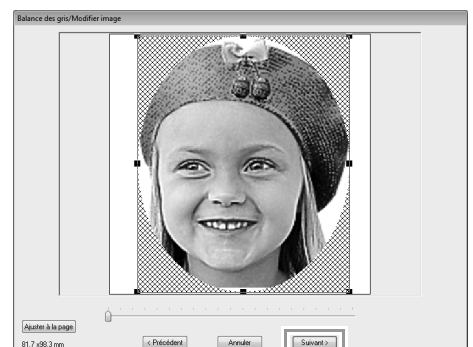 Balance des gris/Modifier image
Ajuster à la page
81.7 x98.3 mm
< Précédent
Annuler
Suivant >